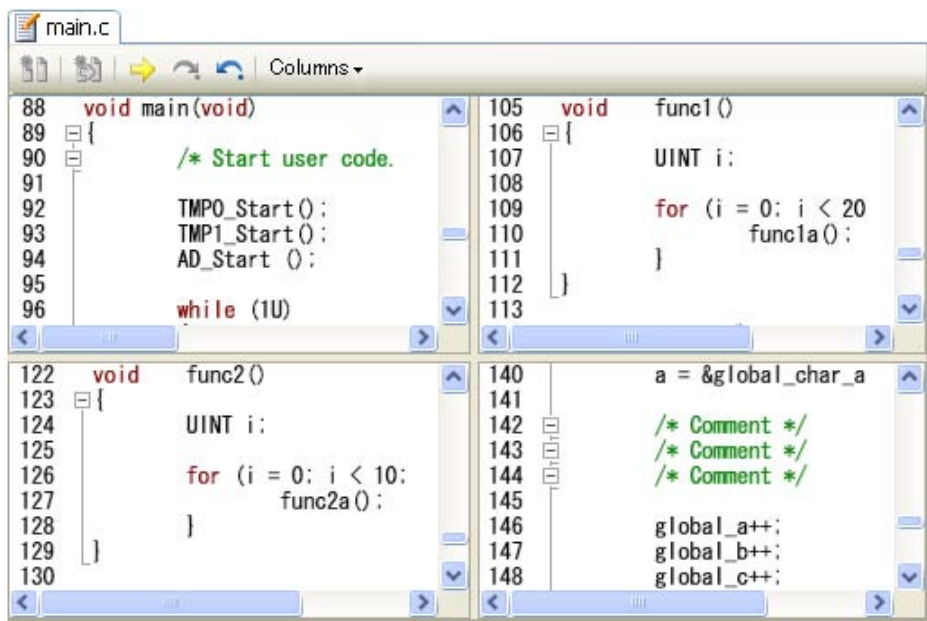 main.c
Columns
88 void main(void)
89 {
90 /* Start user code.
91
92 TMP0_Start();
93 TMP1_Start();
94 AD_Start ();
95
96 while (1U)
105 void func1()
106 {
107 UINT i;
108
109 for (i = 0; i < 20
110 func1a();
111 }
112 }
113
122 void func2()
123 {
124 UINT i;
125
126 for (i = 0; i < 10;
127 func2a();
128 }
129 }
130
140 a = &global_char_a
141
142 /* Comment */
143 /* Comment */
144 /* Comment */
145
146 global_a++;
147 global_b++;
148 global_c++;